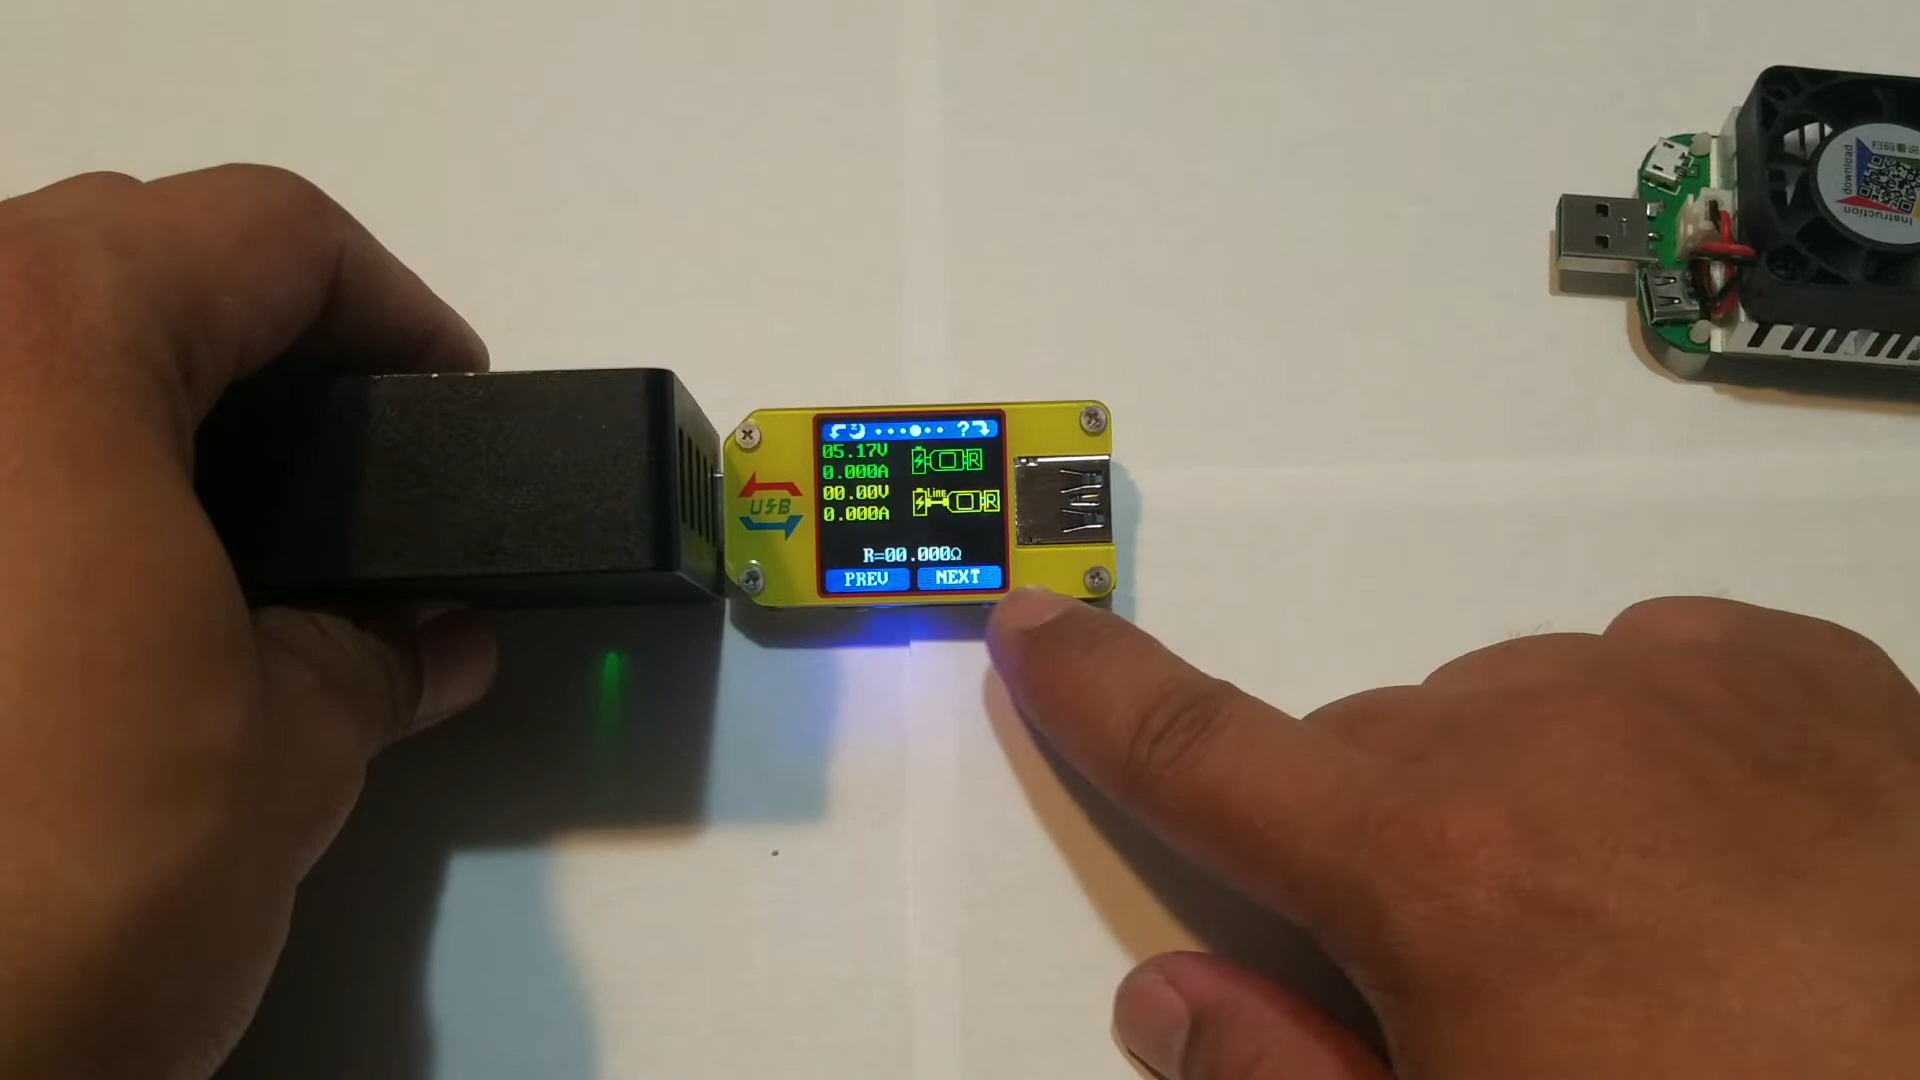 ?
05.17V
0.000A
R
00.00V
Line
R
0.000A
R=00.000Ω
PREV NEXT
USB
download
Instruction